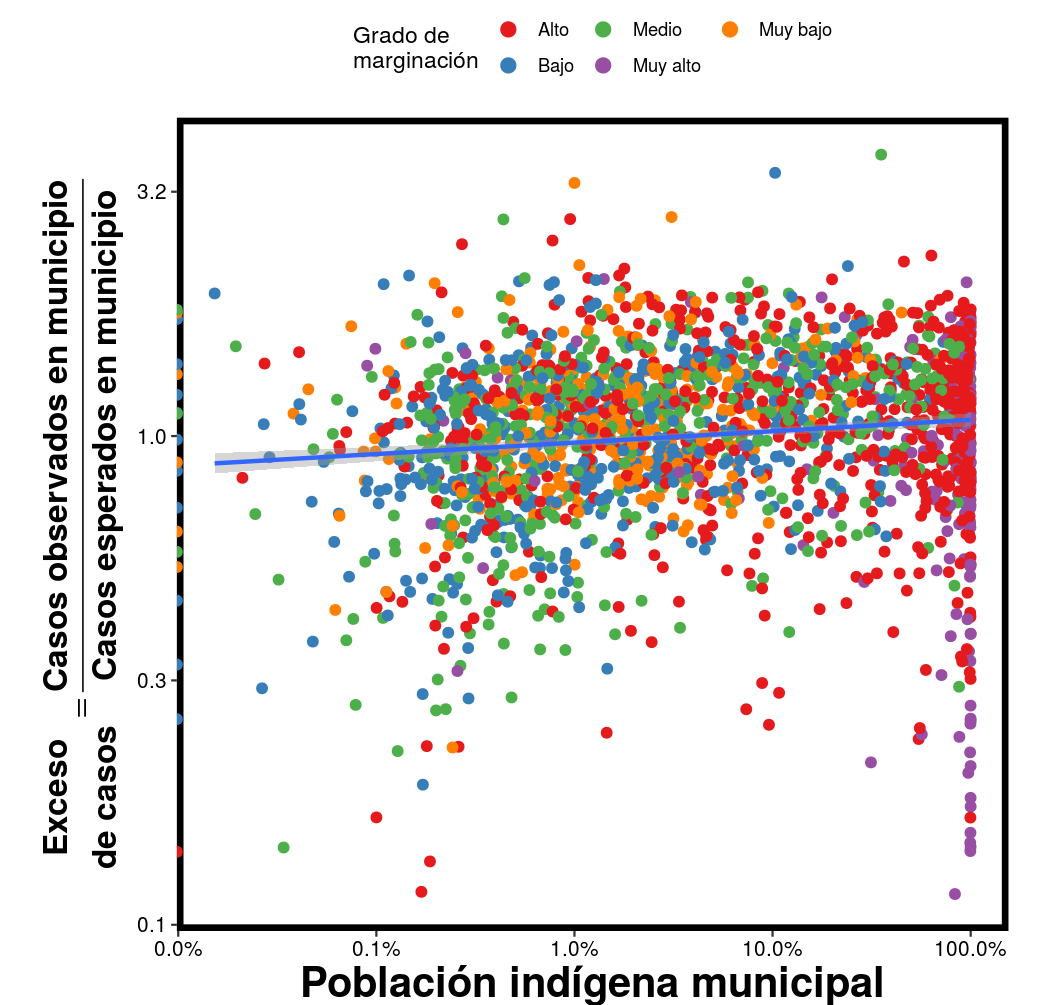 Grado de
marginación
Alto
Medio
Muy bajo
Bajo
Muy alto
Exceso
de casos
=
Casos observados en municipio
Casos esperados en municipio
3.2
1.0
0.3
0.1
0.0%
0.1%
1.0%
10.0%
100.0%
Población indígena municipal